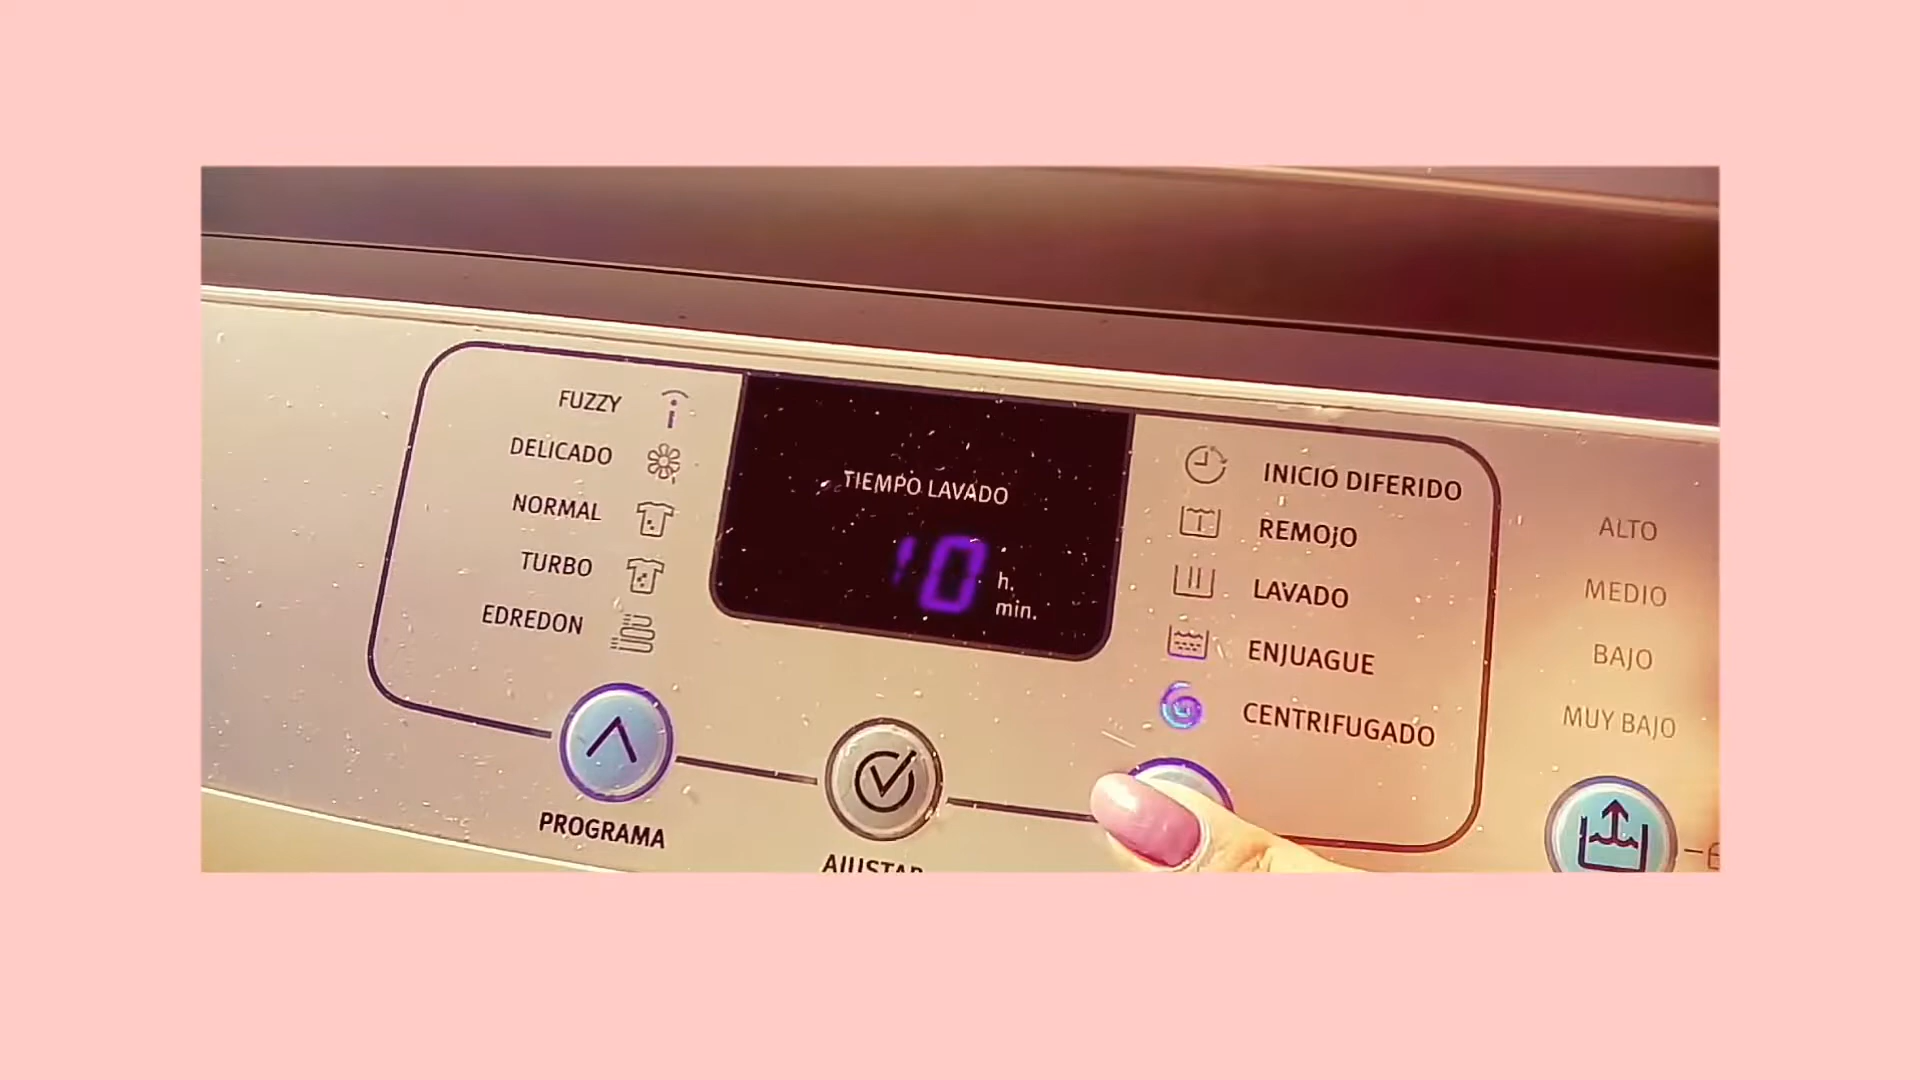 FUZZY
DELICADO
NORMAL
TURBO
EDREDON
PROGRAMA
TIEMPO LAVADO
10 h.
min.
AJUSTAR
INICIO DIFERIDO
REMOJO
LAVADO
ENJUAGUE
CENTRIFUGADO
ALTO
MEDIO
BAJO
MUY BAJO